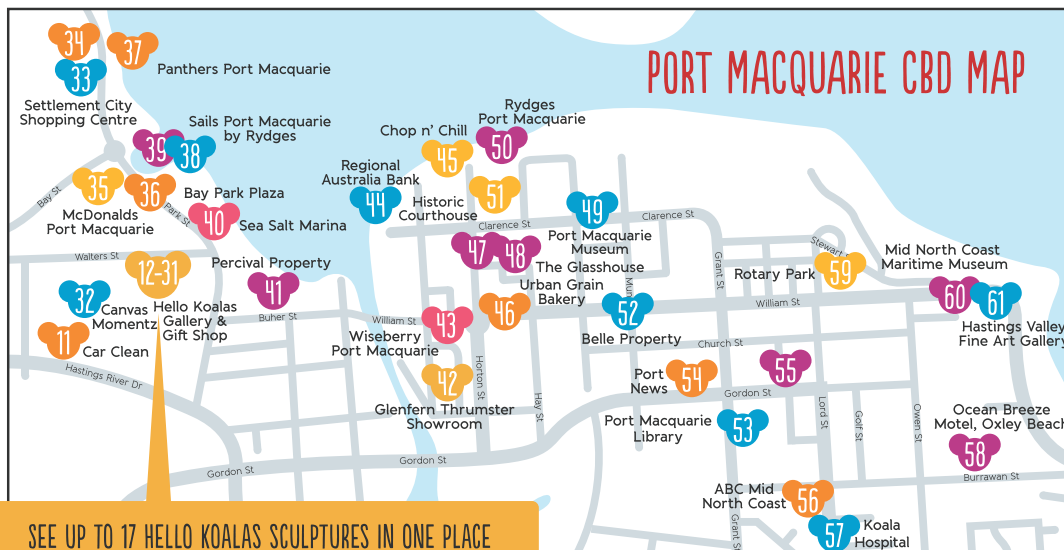 PORT MACQUARIE CBD MAP
34
37
33
Panthers Port Macquarie
Settlement City
Shopping Centre
Sails Port Macquarie
by Rydges
39
38
35
36
Bay St
Park St
Bay Park Plaza
McDonalds
Port Macquarie
40
Sea Salt Marina
Walters St
12-31
Percival Property
41
32
Canvas
Momentz
Hello Koalas
Gallery &
Gift Shop
11
Car Clean
Buher St
Hastings River Dr
Rydges
Port Macquarie
50
Chop n' Chill
45
Regional
Australia Bank
44
51
Historic
Courthouse
Clarence St
Clarence St
49
Port Macquarie
Museum
47
48
The Glasshouse
Urban Grain
Bakery
46
Mur
52
Belle Property
William St
43
Wiseberry
Port Macquarie
42
Glenfern Thrumster
Showroom
Horton St
Hay St
Grant St
Stewart
Rotary Park
59
William St
Church St
Mid North Coast
Maritime Museum
60
61
Hastings Valley
Fine Art Gallery
Port
News
54
55
Gordon St
Port Macquarie
Library
53
Lord St
Golf St
Owen St
Ocean Breeze
Motel, Oxley Beach
58
Burrawan St
Gordon St
Gordon St
ABC Mid
North Coast
56
57
Koala
Hospital
Grant St
SEE UP TO 17 HELLO KOALAS SCULPTURES IN ONE PLACE